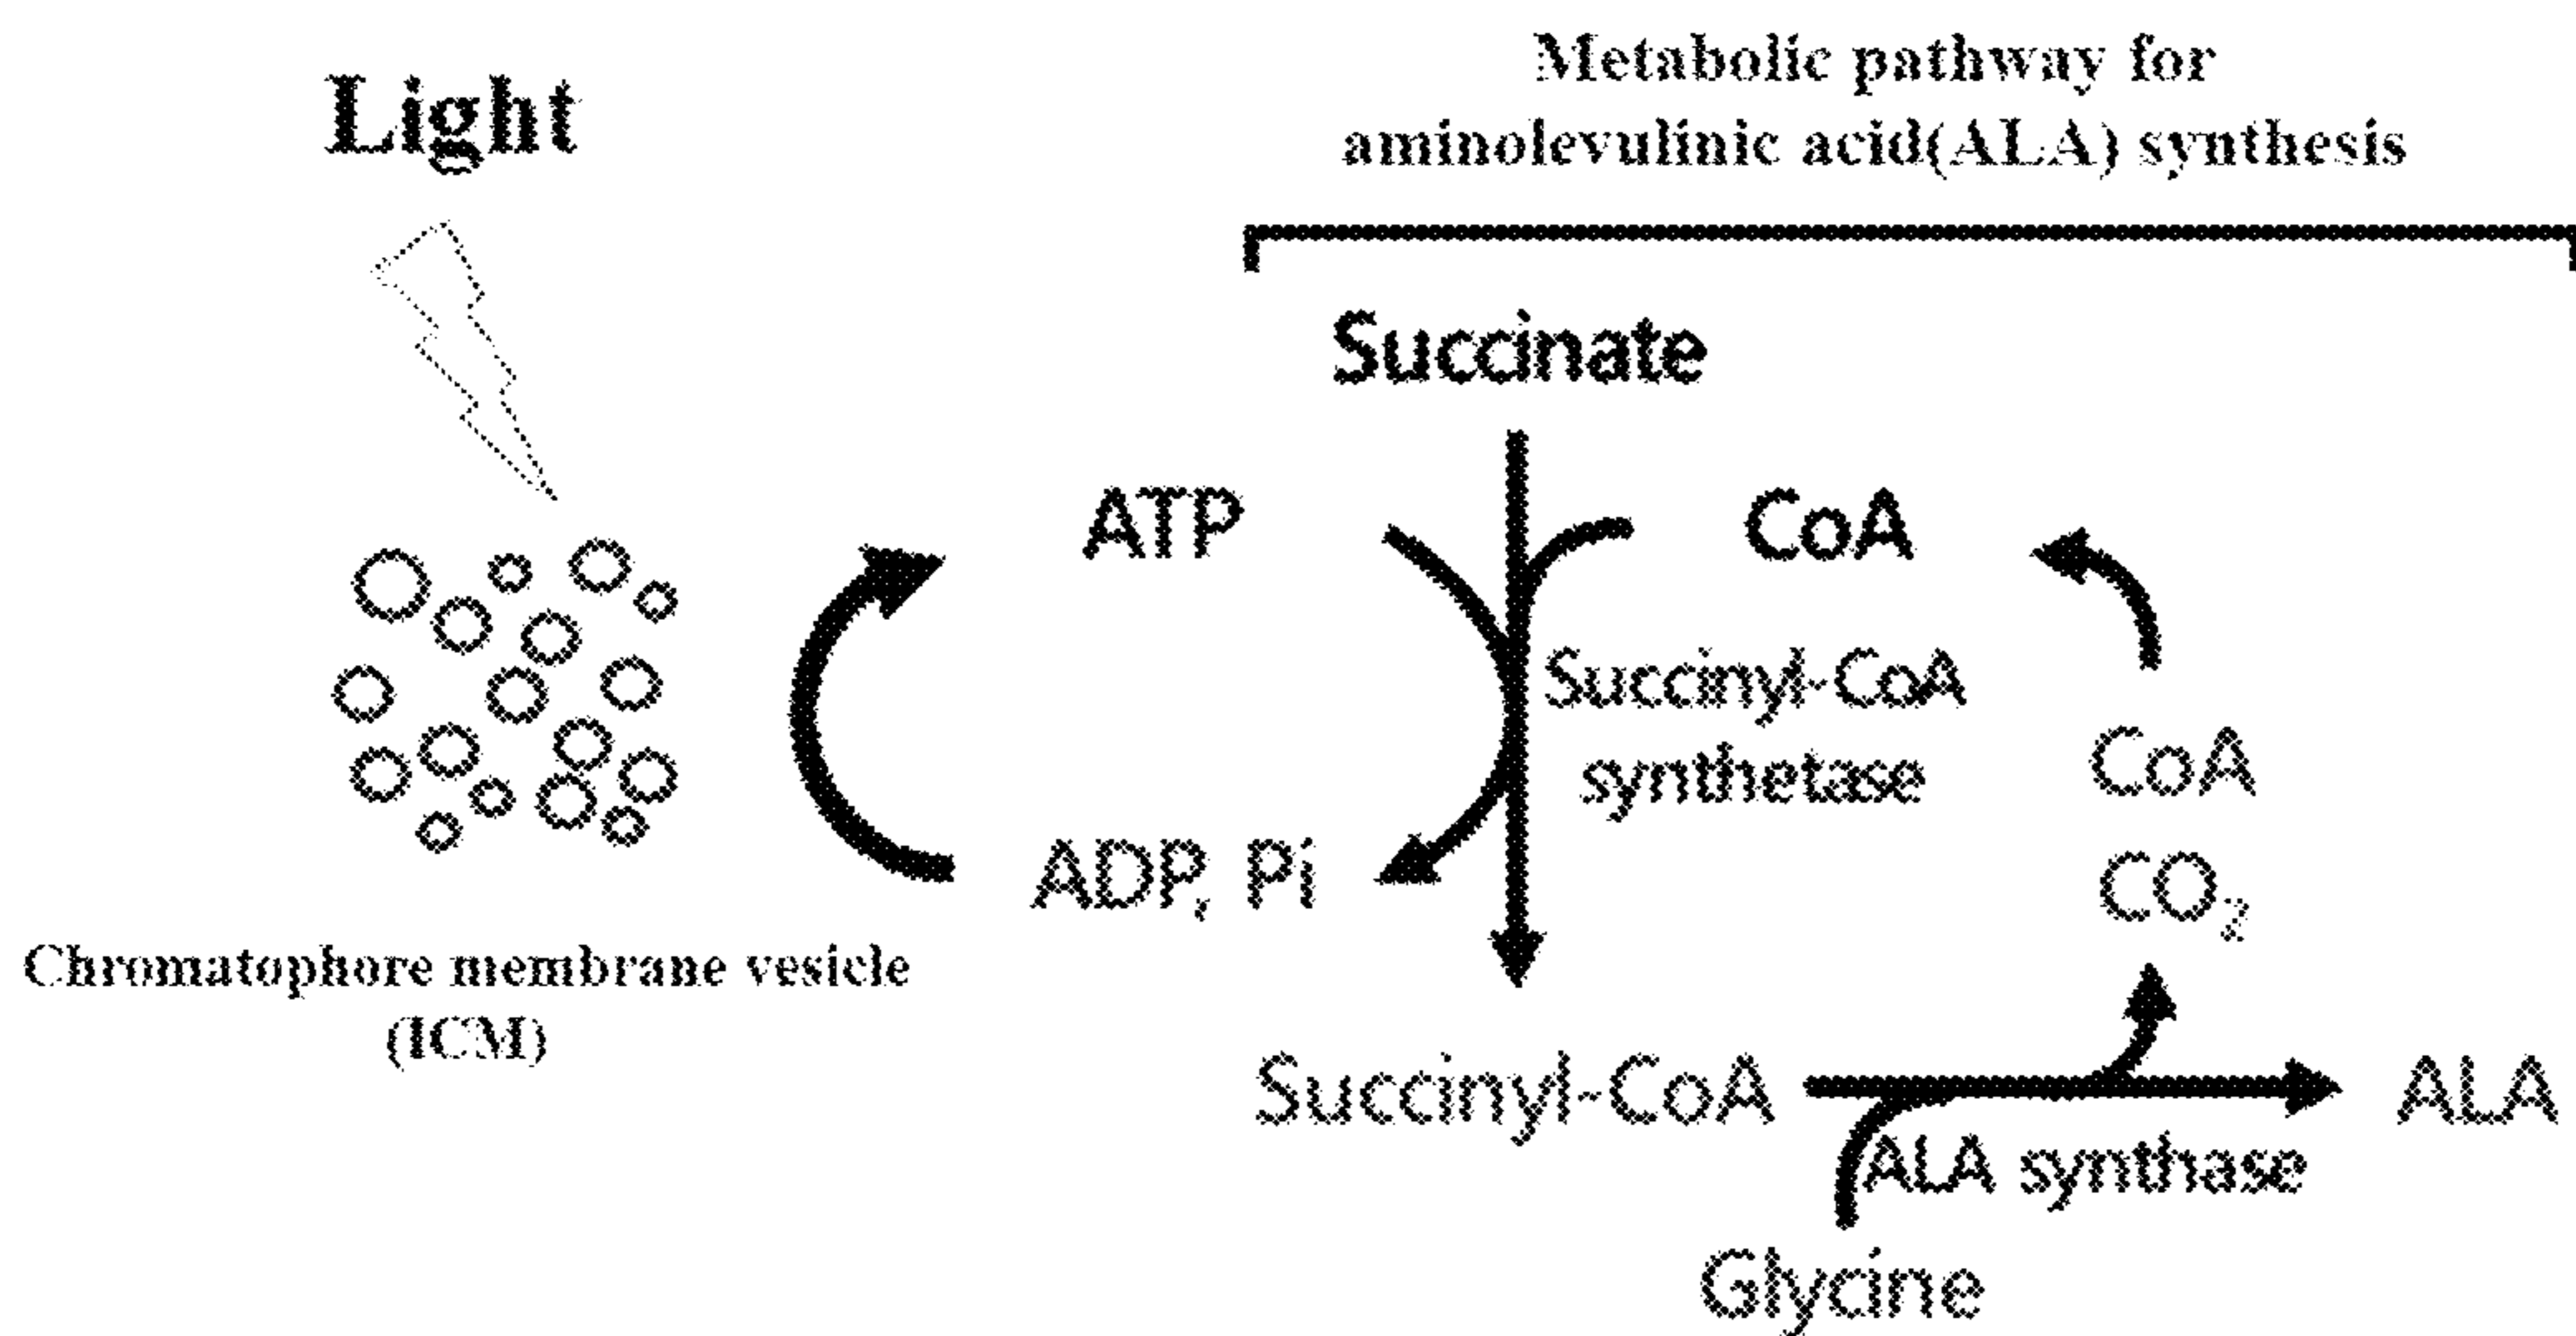 Light
Metabolic pathway for
aminolevulinic acid(ALA) synthesis
Succinate
ATP
CoA
Succinyl-CoA
synthetase
CoA
CO₂
ADP, Pi
Chromatophore membrane vesicle
(ICM)
Succinyl-CoA
ALA
ALA synthase
Glycine